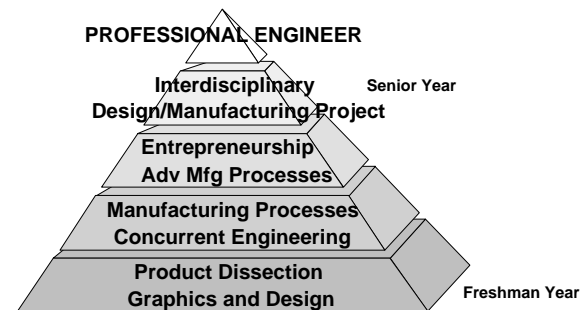 PROFESSIONAL ENGINEER
Interdisciplinary
Design/Manufacturing Project
Senior Year
Entrepreneurship
Adv Mfg Processes
Manufacturing Processes
Concurrent Engineering
Product Dissection
Graphics and Design
Freshman Year